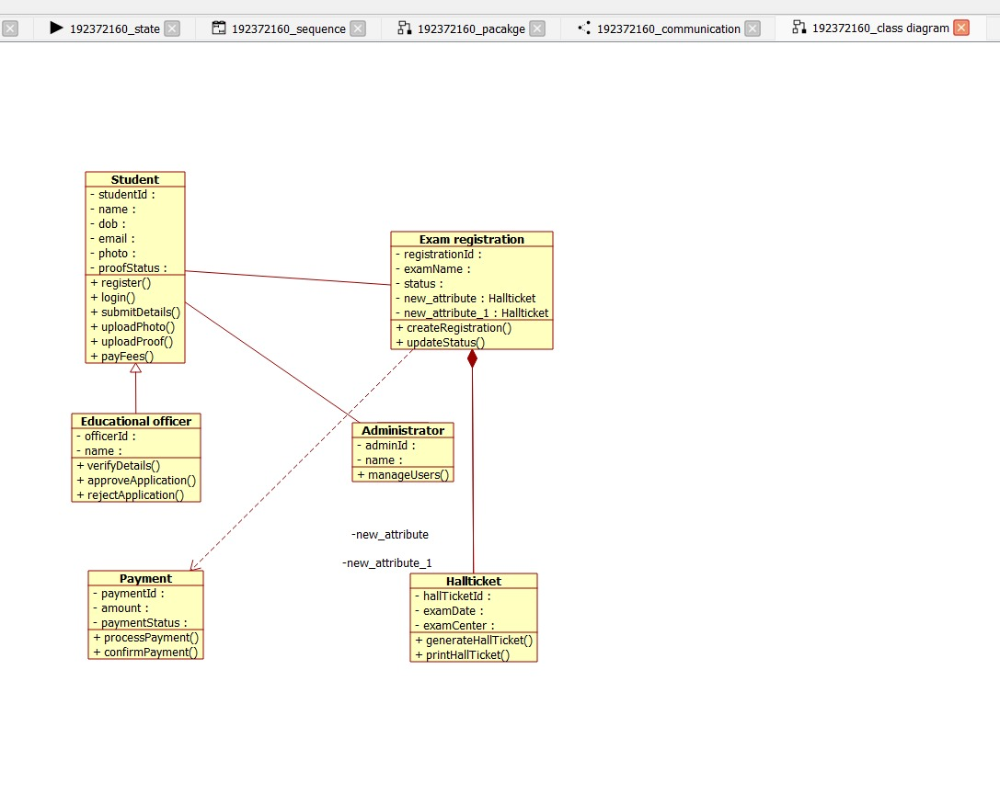 192372160_state
192372160_sequence
192372160_pacakge
192372160_communication
192372160_class diagram
Student
- studentId :
- name :
- dob :
- email :
- photo :
- proofStatus :
+ register()
+ login()
+ submitDetails()
+ uploadPhoto()
+ uploadProof()
+ payFees()
Exam registration
- registrationId :
- examName :
- status :
- new_attribute : Hallticket
- new_attribute_1 : Hallticket
+ createRegistration()
+ updateStatus()
Educational officer
- officerId :
- name :
+ verifyDetails()
+ approveApplication()
+ rejectApplication()
Administrator
- adminId :
- name :
+ manageUsers()
-new_attribute
-new_attribute_1
Payment
- paymentId :
- amount :
- paymentStatus :
+ processPayment()
+ confirmPayment()
Hallticket
- hallTicketId :
- examDate :
- examCenter :
+ generateHallTicket()
+ printHallTicket()